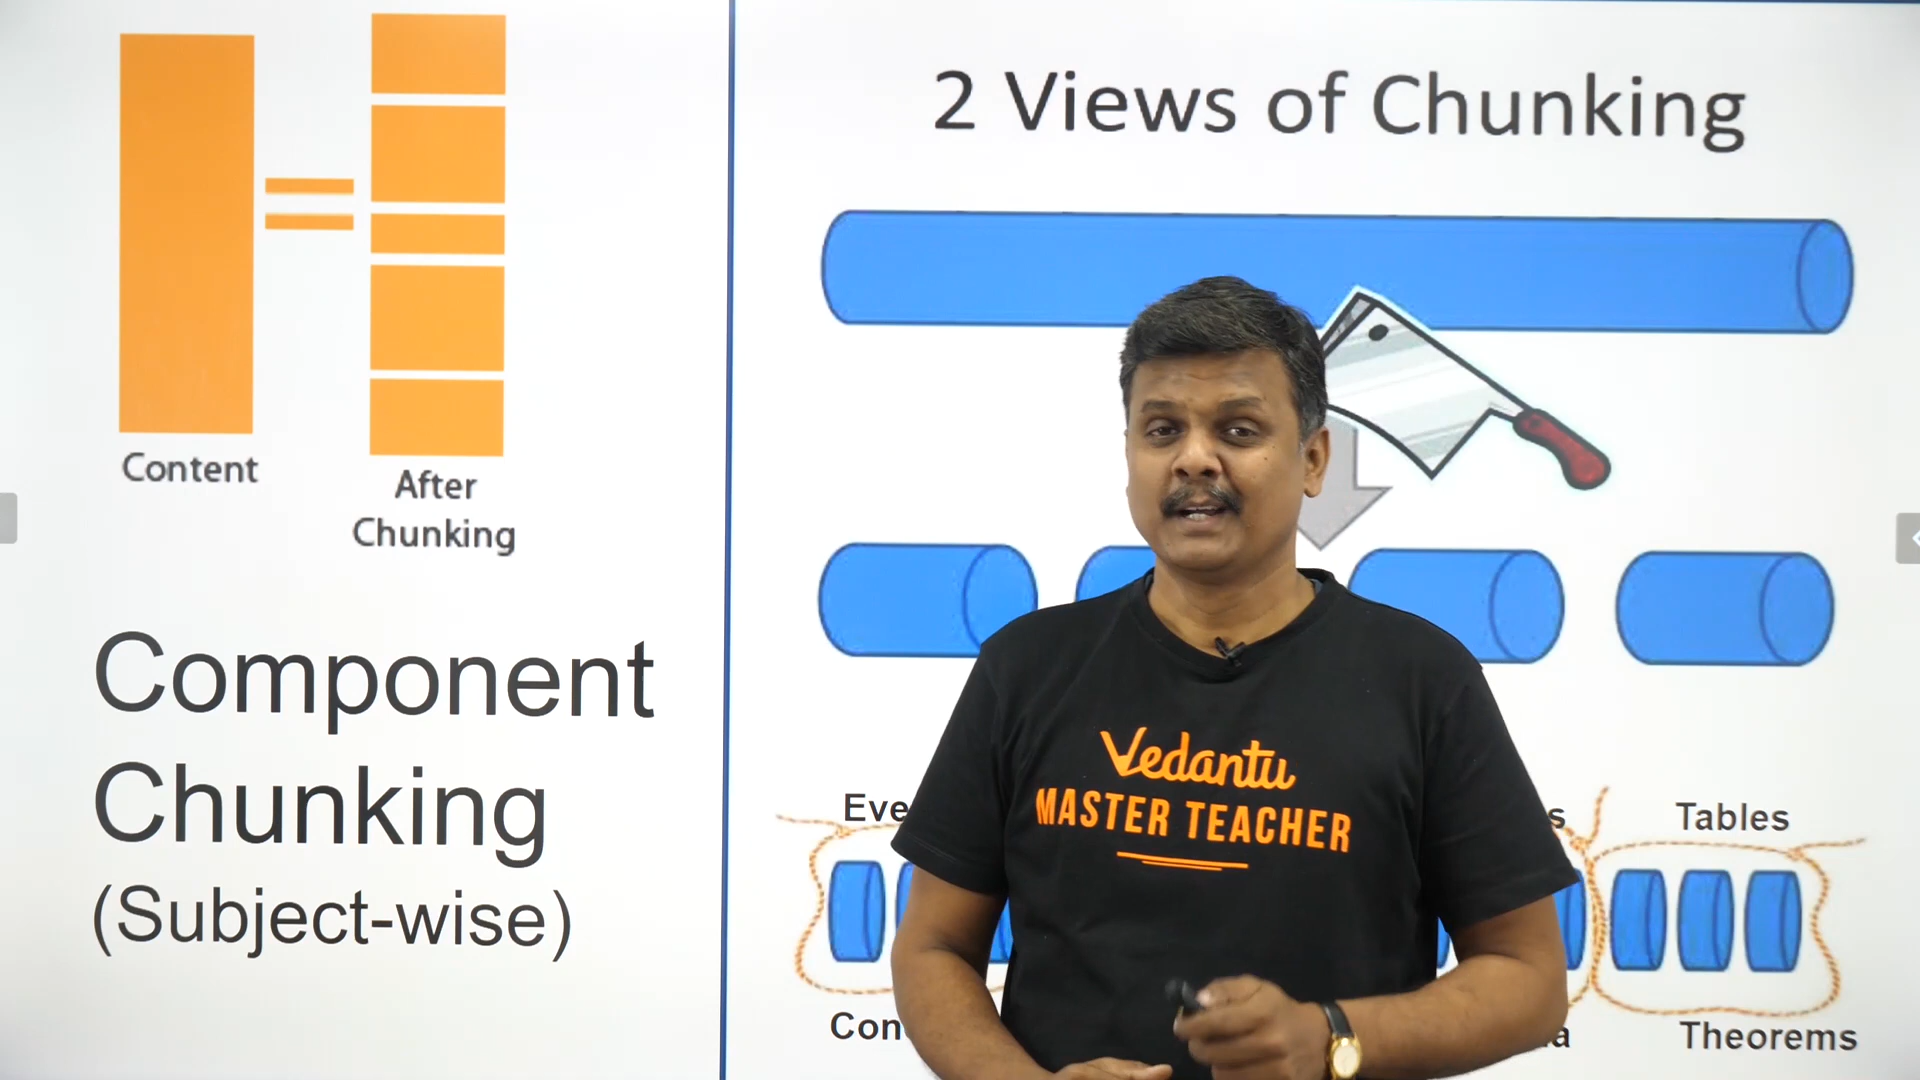 Content
After
Chunking
Component
Chunking
(Subject-wise)
2 Views of Chunking
Tables
Theorems
Vedantu
MASTER TEACHER